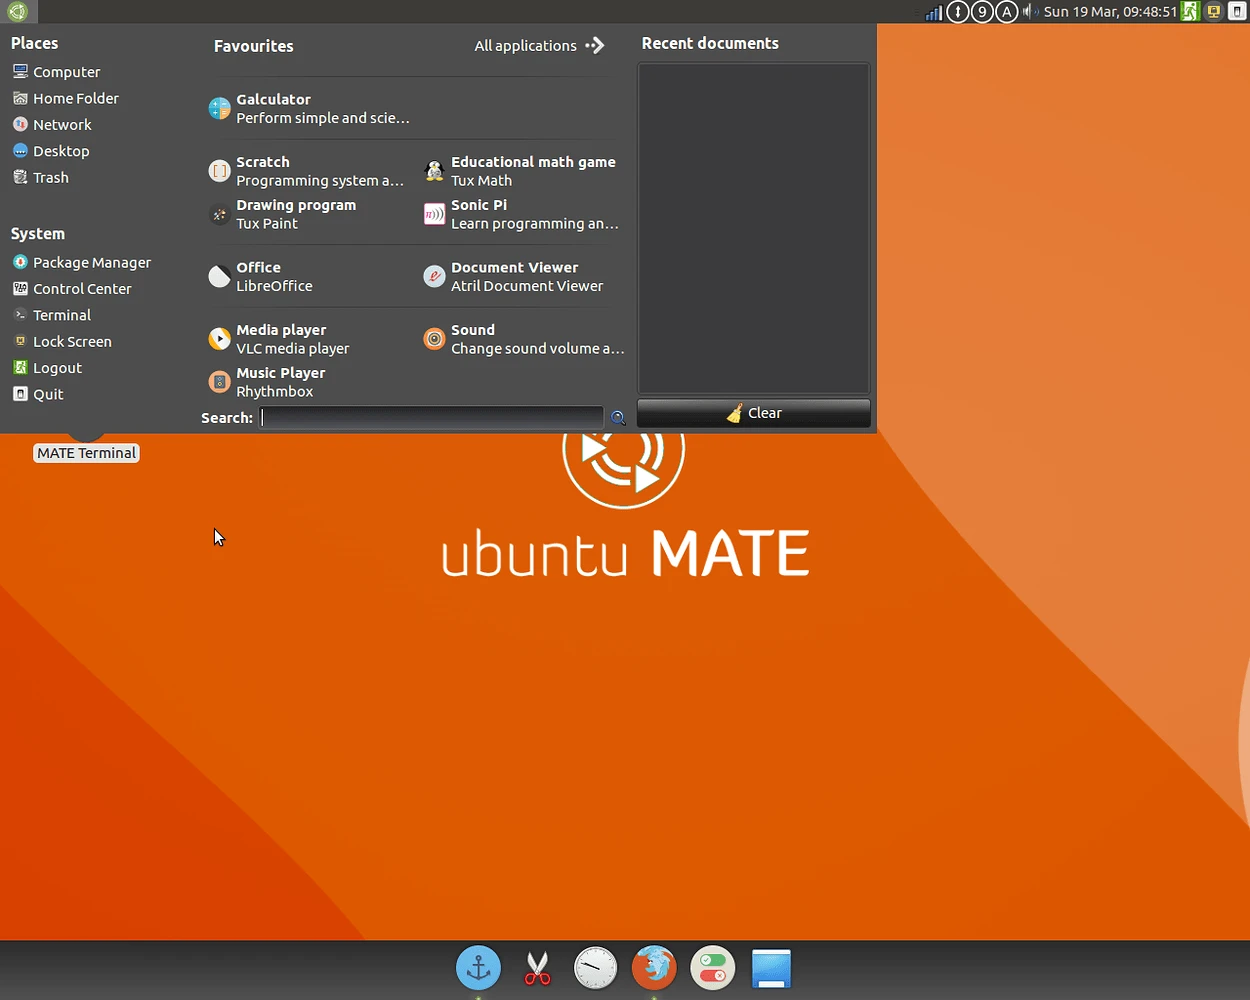 Sun 19 Mar, 09:48:51
9
A
Places
Computer
Home Folder
Network
Desktop
Trash
System
Package Manager
Control Center
Terminal
Lock Screen
Logout
Quit
Favourites
All applications
Galculator
Perform simple and scie...
Scratch
Programming system a...
Educational math game
Tux Math
Drawing program
Tux Paint
Sonic Pi
Learn programming an...
Office
LibreOffice
Document Viewer
Atril Document Viewer
Media player
VLC media player
Sound
Change sound volume a...
Music Player
Rhythmbox
Search:
Recent documents
Clear
MATE Terminal
ubuntu MATE